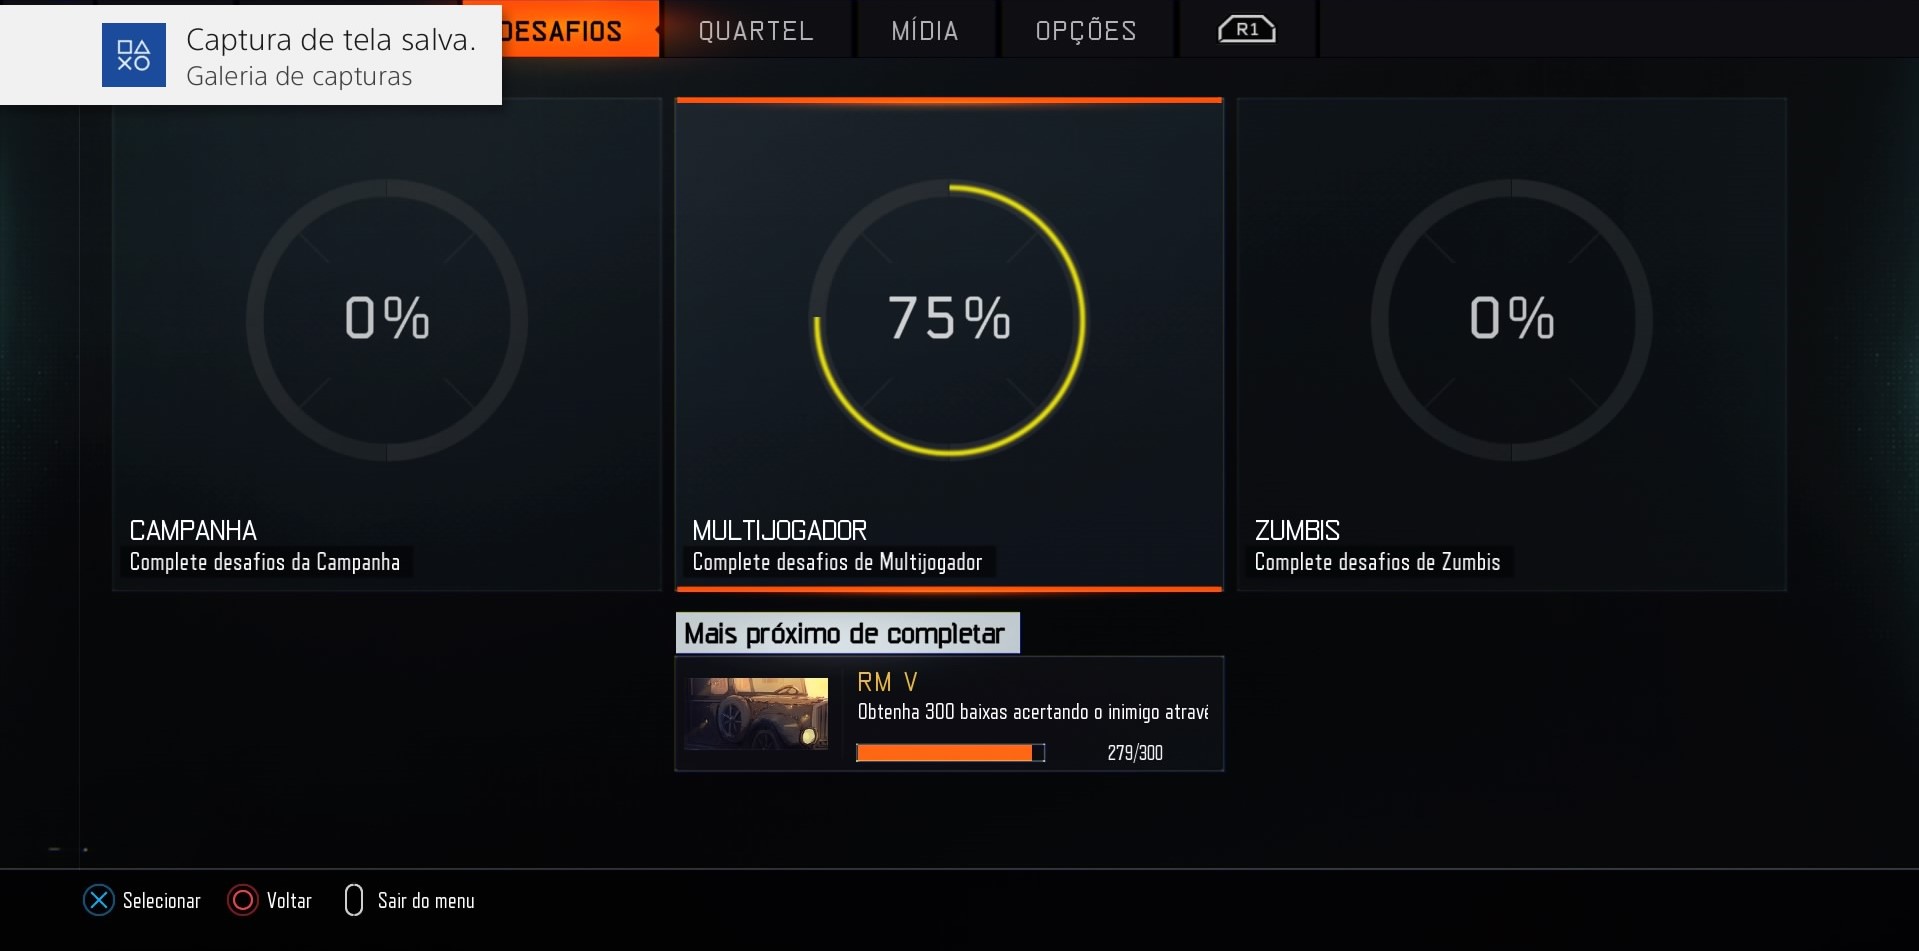 Captura de tela salva.
Galeria de capturas
DESAFIOS
QUARTEL
MÍDIA
OPÇÕES
R1
0%
CAMPANHA
Complete desafios da Campanha
75%
MULTIJOGADOR
Complete desafios de Multijogador
0%
ZUMBIS
Complete desafios de Zumbis
Mais próximo de completar
RM V
Obtenha 300 baixas acertando o inimigo atravé
279/300
Selecionar
Voltar
Sair do menu